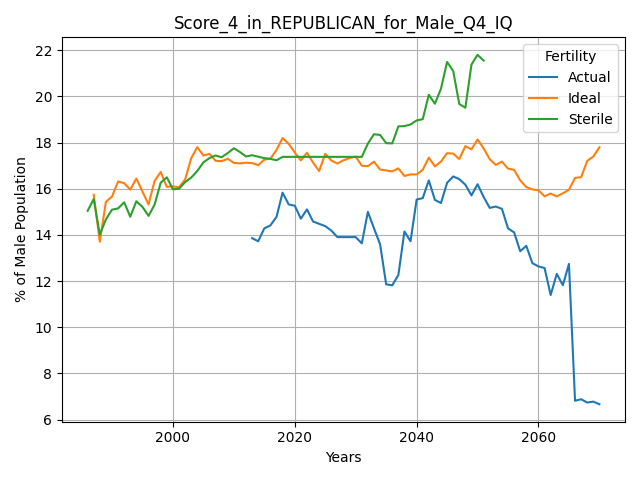 Score_4_in_REPUBLICAN_for_Male_Q4_IQ
Fertility
Actual
Ideal
Sterile
% of Male Population
22
20
18
16
14
12
10
8
6
2000
2020
2040
2060
Years